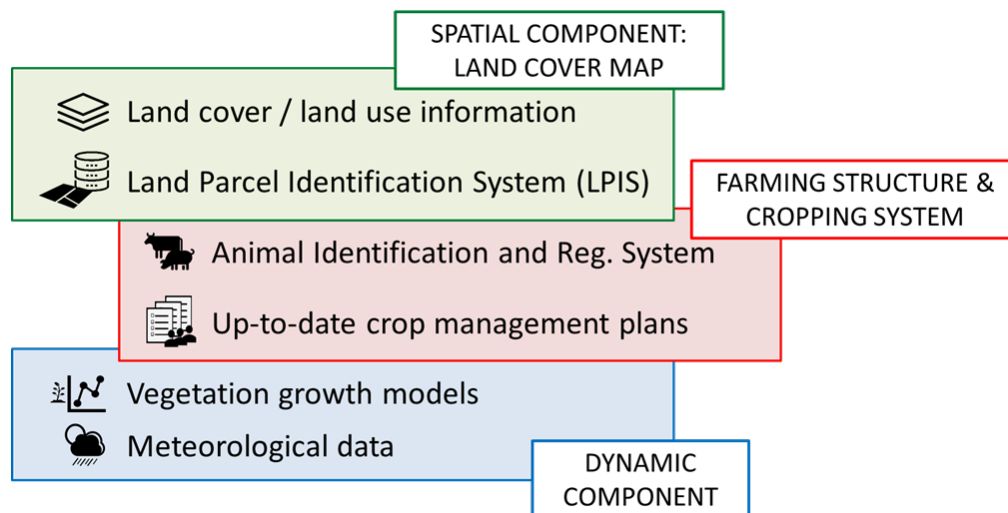 SPATIAL COMPONENT:
LAND COVER MAP
Land cover / land use information
Land Parcel Identification System (LPIS)
FARMING STRUCTURE &
CROPPING SYSTEM
Animal Identification and Reg. System
Up-to-date crop management plans
Vegetation growth models
Meteorological data
DYNAMIC
COMPONENT